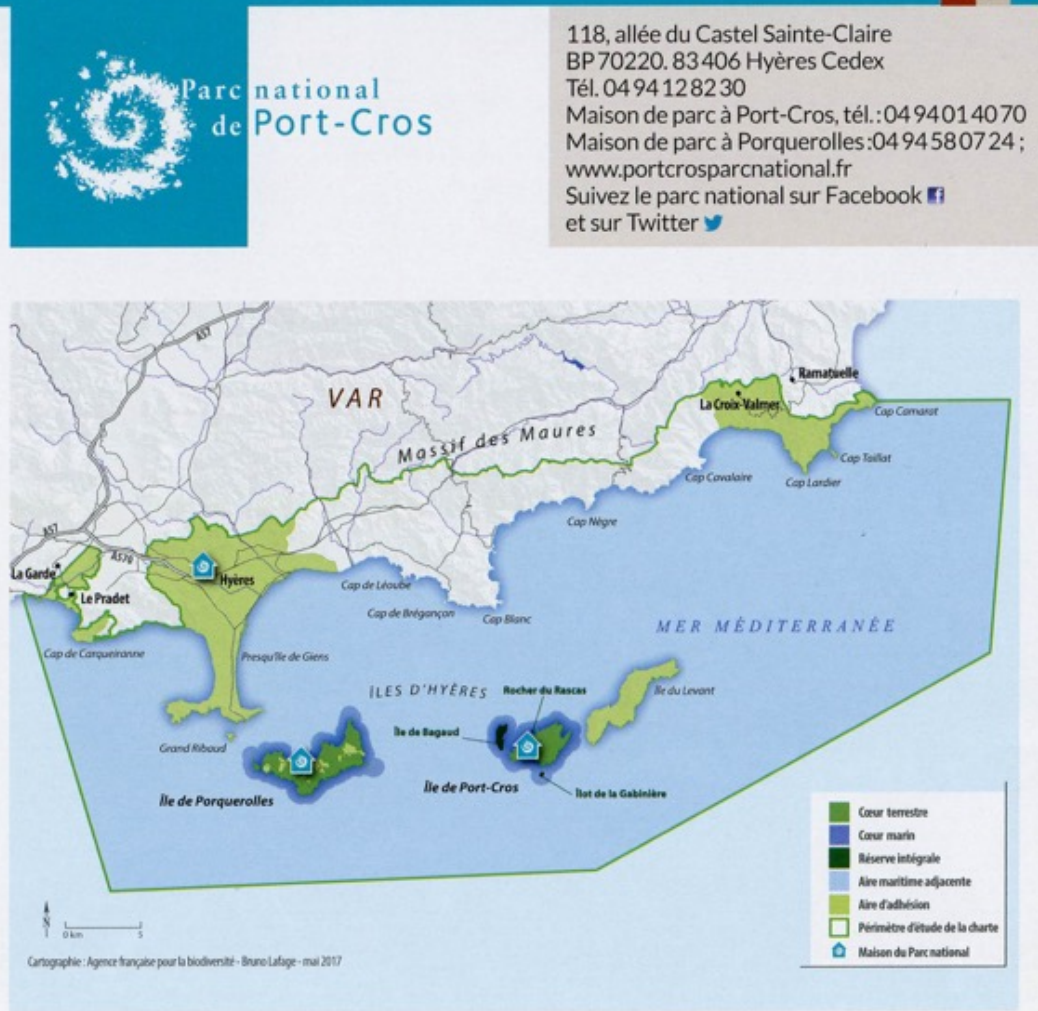 Parc national
de Port-Cros
118, allée du Castel Sainte-Claire
BP 70220. 83 406 Hyères Cedex
Tél. 04 94 12 82 30
Maison de parc à Port-Cros, tél. : 04 94 01 40 70
Maison de parc à Porquerolles : 04 94 58 07 24 ;
www.portcrosparcnational.fr
Suivez le parc national sur Facebook
et sur Twitter
A57
VAR
Massif des Maures
Ramatuelle
La Croix-Valmer
Cap Camarat
Cap Taillat
Cap Lardier
Cap Cavalaire
Cap Nègre
A57
A570
La Garde
Hyères
Le Pradet
Cap de Léoube
Cap de Brégançon
Cap Blanc
MER MÉDITERRANÉE
Cap de Carqueiranne
Presqu'île de Giens
ÎLES D'HYÈRES
Rocher du Rascas
Île du Levant
Île de Bagaud
Grand Ribaud
Île de Porquerolles
Île de Port-Cros
Îlot de la Gabinière
Cœur terrestre
Cœur marin
Réserve intégrale
Aire maritime adjacente
Aire d'adhésion
Périmètre d'étude de la charte
Maison du Parc national
N
0 km 5
Cartographie : Agence française pour la biodiversité - Bruno Lafage - mai 2017